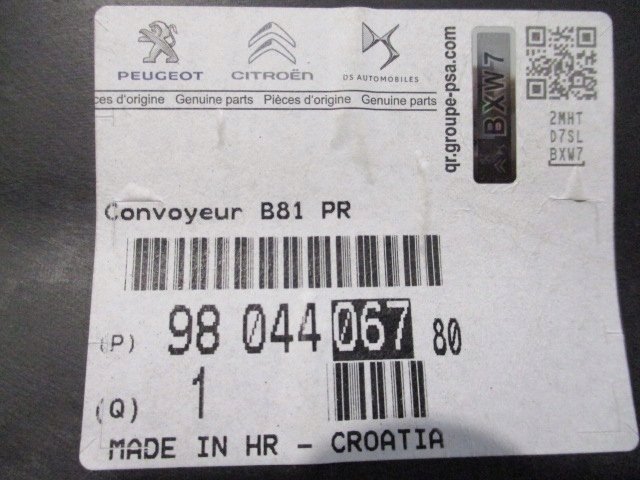 PEUGEOT CITROËN DS AUTOMOBILES
ces d'origine Genuine parts Pièces d'origine Genuine parts
qr.groupe-psa.com
BXW7
2MHT
D7SL
BXW7
Convoyeur B81 PR
(P) 98 044 067 80
(Q) 1
MADE IN HR - CROATIA